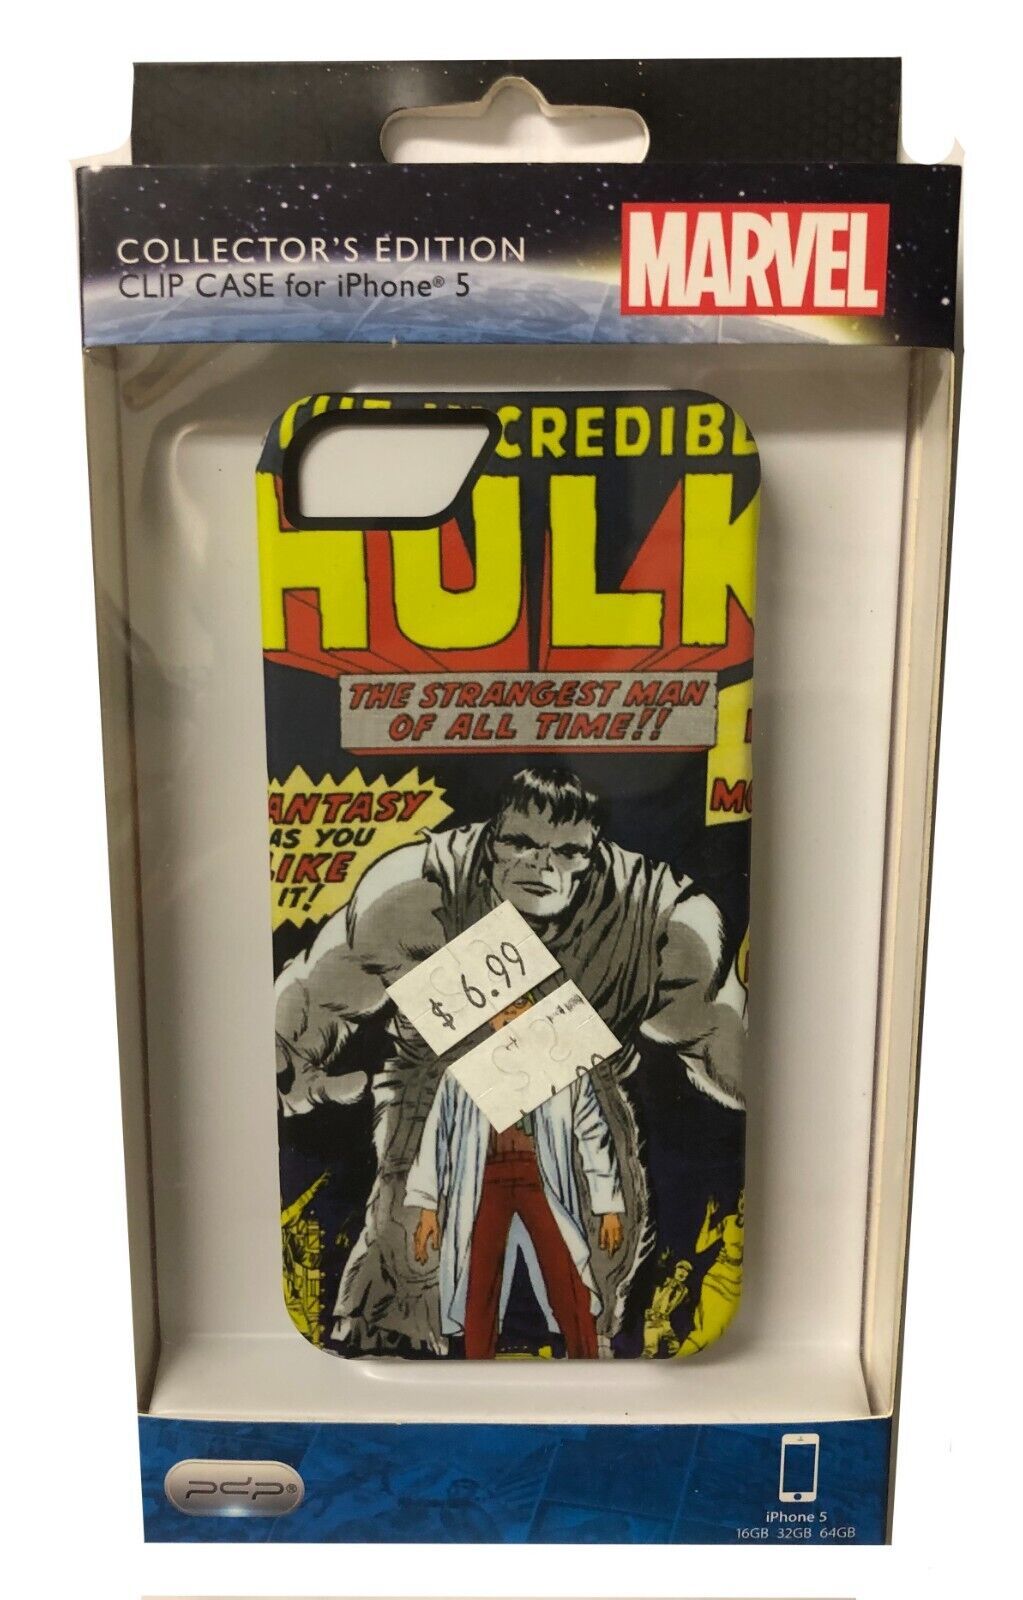 COLLECTOR'S EDITION
CLIP CASE for iPhone® 5
MARVEL
CREDIBL
HULK
THE STRANGEST MAN
OF ALL TIME!!
ANTASY
AS YOU
LIKE
IT!
MO
$ 6.99
pdp®
iPhone 5
16GB 32GB 64GB